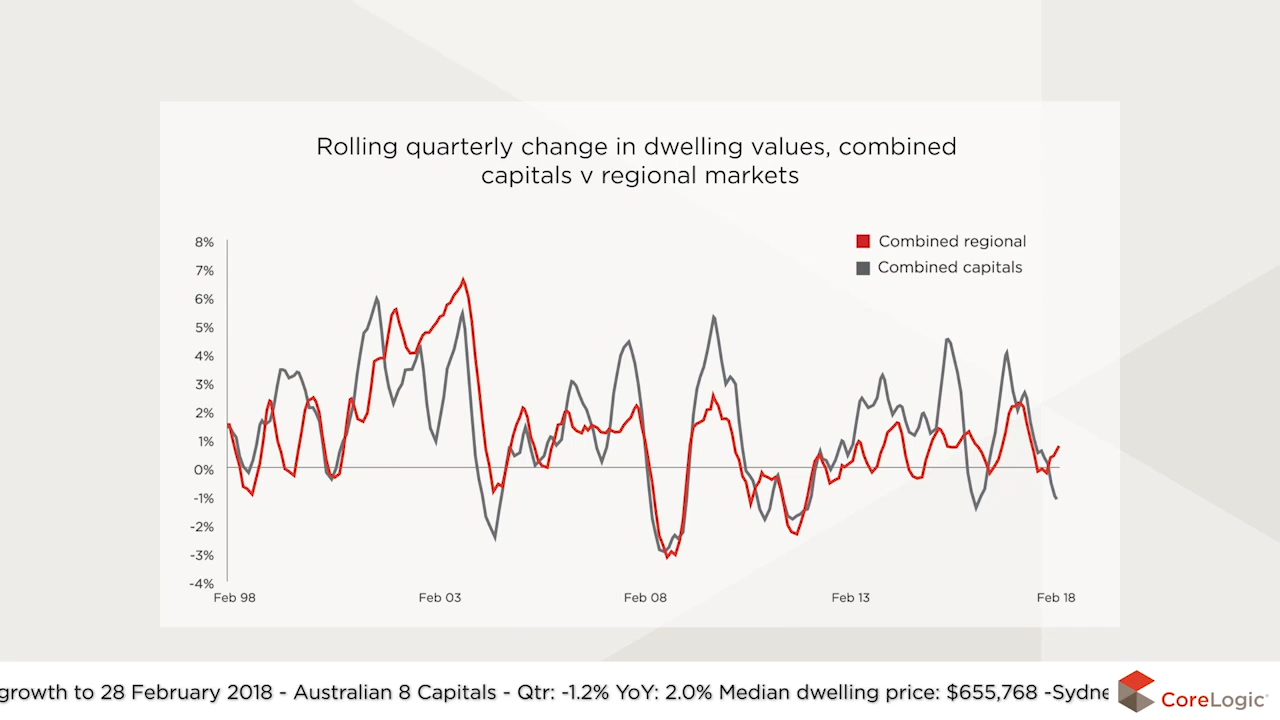 Rolling quarterly change in dwelling values, combined
capitals v regional markets
Combined regional
Combined capitals
8%
7%
6%
5%
4%
3%
2%
1%
0%
-1%
-2%
-3%
-4%
Feb 98
Feb 03
Feb 08
Feb 13
Feb 18
growth to 28 February 2018 - Australian 8 Capitals - Qtr: -1.2% YoY: 2.0% Median dwelling price: $655,768 -Sydne
CoreLogic